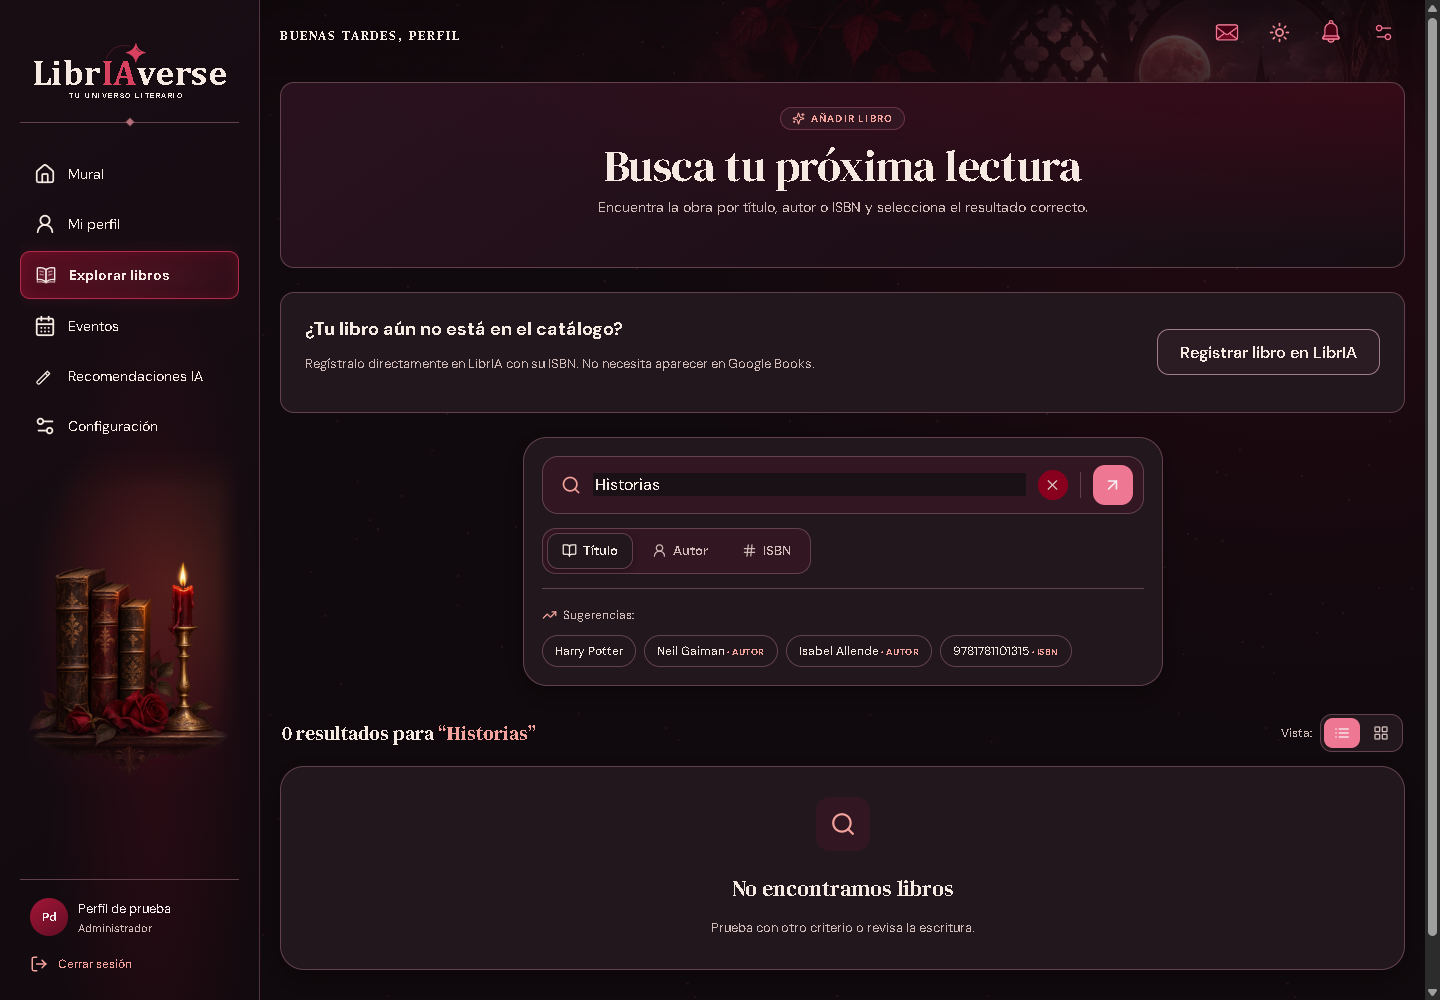 LibrIAverse
TU UNIVERSO LITERARIO
Mural
Mi perfil
Explorar libros
Eventos
Recomendaciones IA
Configuración
Pd
Perfil de prueba
Administrador
Cerrar sesión
BUENAS TARDES, PERFIL
AÑADIR LIBRO
Busca tu próxima lectura
Encuentra la obra por título, autor o ISBN y selecciona el resultado correcto.
¿Tu libro aún no está en el catálogo?
Regístralo directamente en LibrIA con su ISBN. No necesita aparecer en Google Books.
Registrar libro en LibrIA
Historias
Título Autor ISBN
Sugerencias:
Harry Potter Neil Gaiman · AUTOR Isabel Allende · AUTOR 9781781101315 · ISBN
0 resultados para “Historias” Vista:
No encontramos libros
Prueba con otro criterio o revisa la escritura.